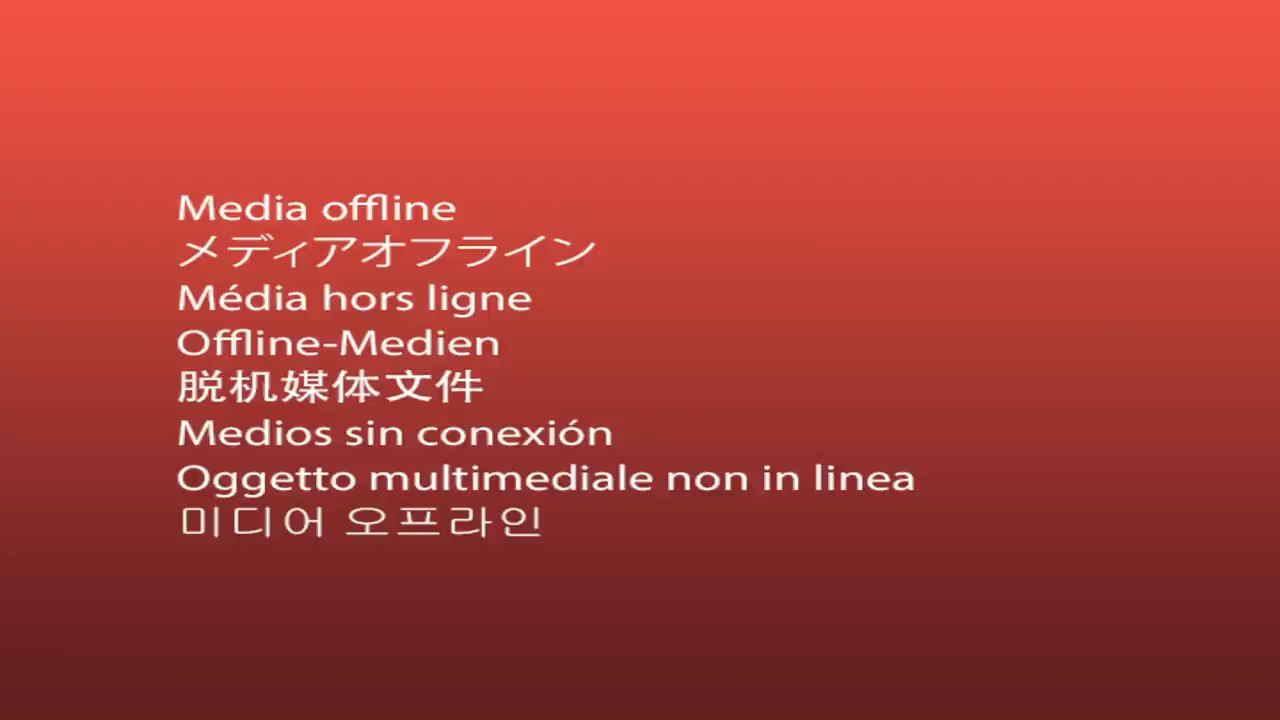 Media offline
メディアオフライン
Média hors ligne
Offline-Medien
脱机媒体文件
Medios sin conexión
Oggetto multimediale non in linea
미디어 오프라인